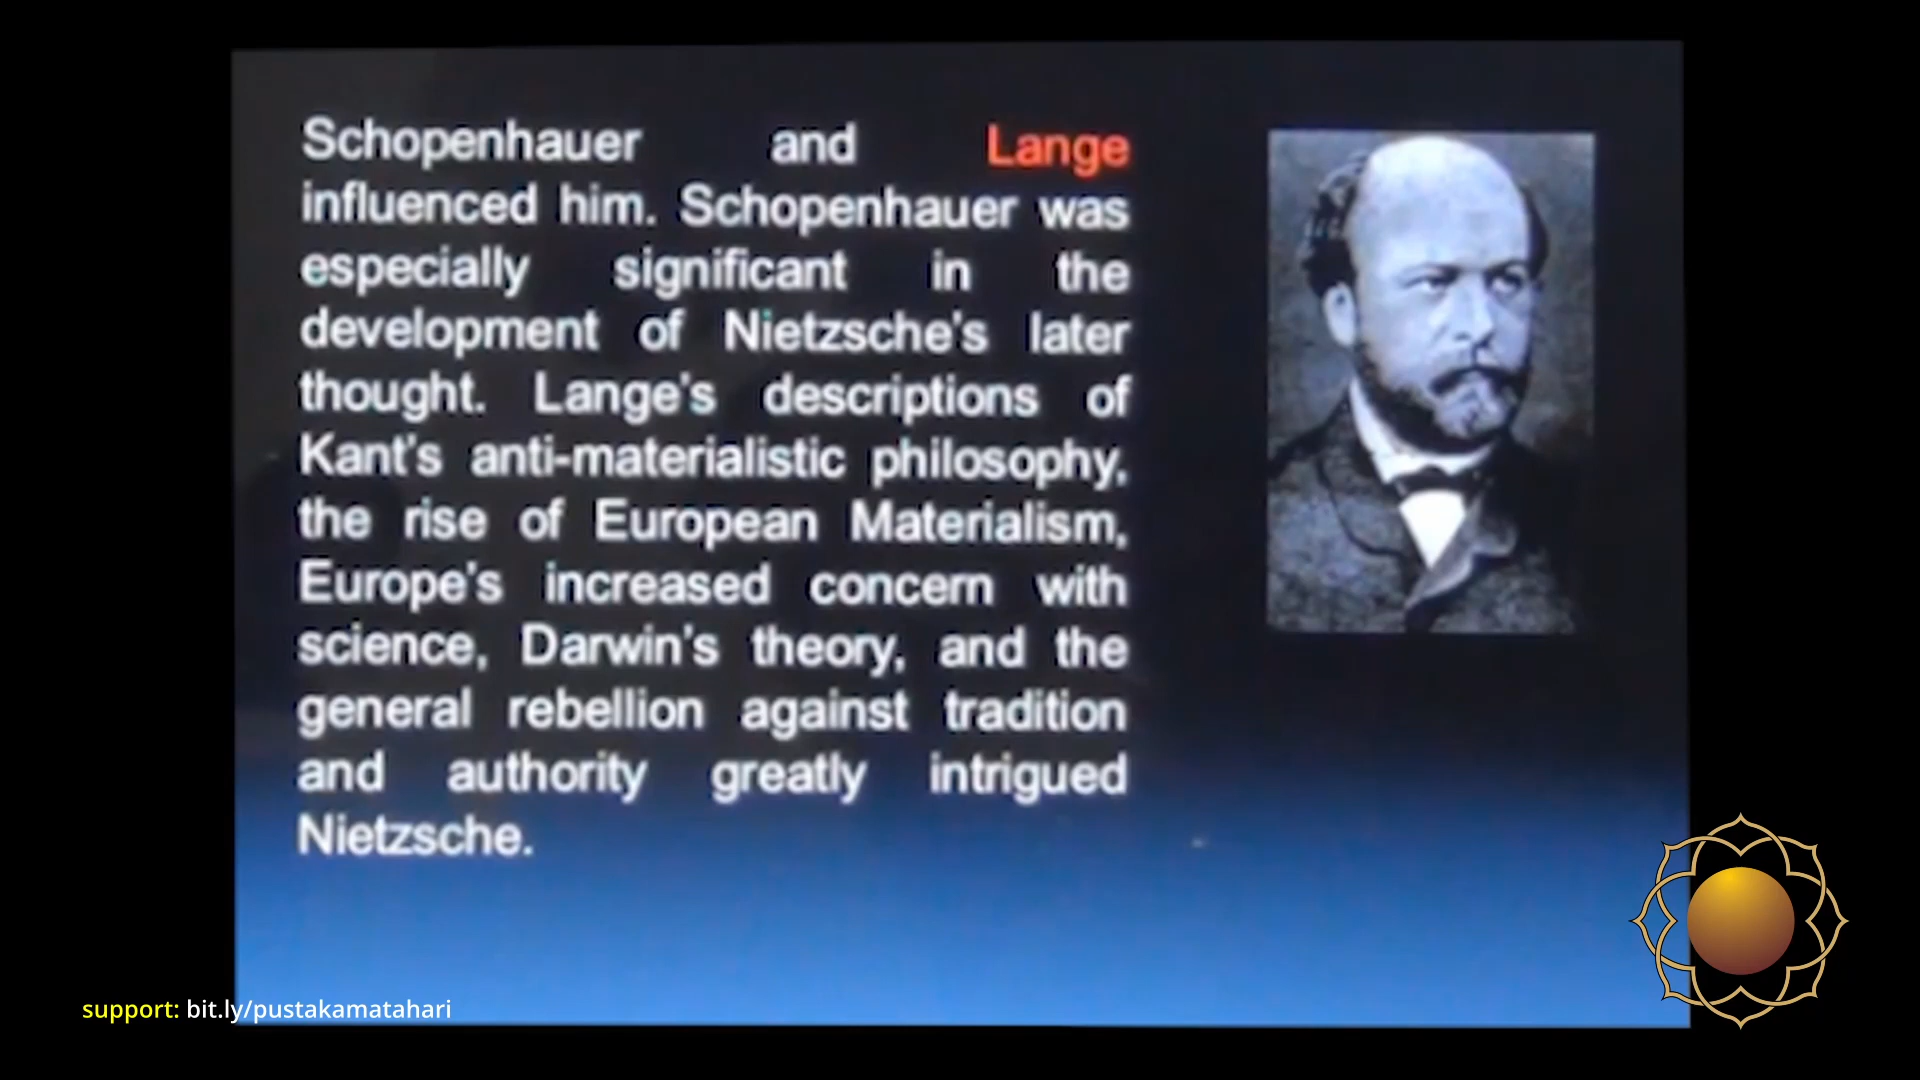 Schopenhauer and Lange
influenced him. Schopenhauer was
especially significant in the
development of Nietzsche's later
thought. Lange's descriptions of
Kant's anti-materialistic philosophy,
the rise of European Materialism,
Europe's increased concern with
science, Darwin's theory, and the
general rebellion against tradition
and authority greatly intrigued
Nietzsche.
support: bit.ly/pustakamatahari